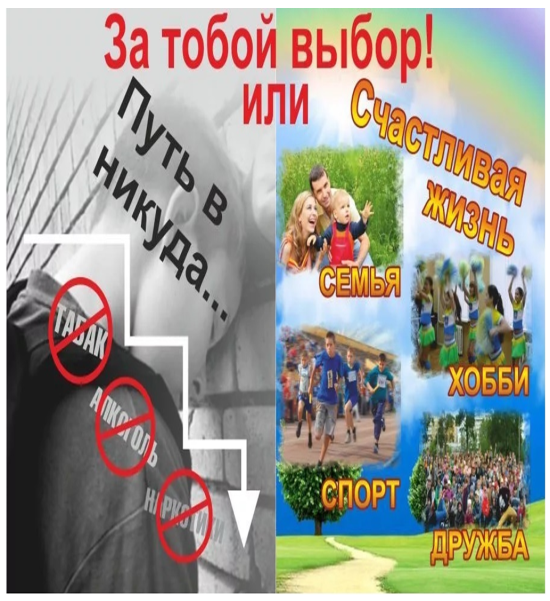 За тобой выбор!
или
Путь в
никуда...
ТАБАК
АЛКОГОЛЬ
НАРКОТИКИ
Счастливая
жизнь
СЕМЬЯ
ХОББИ
СПОРТ
ДРУЖБА